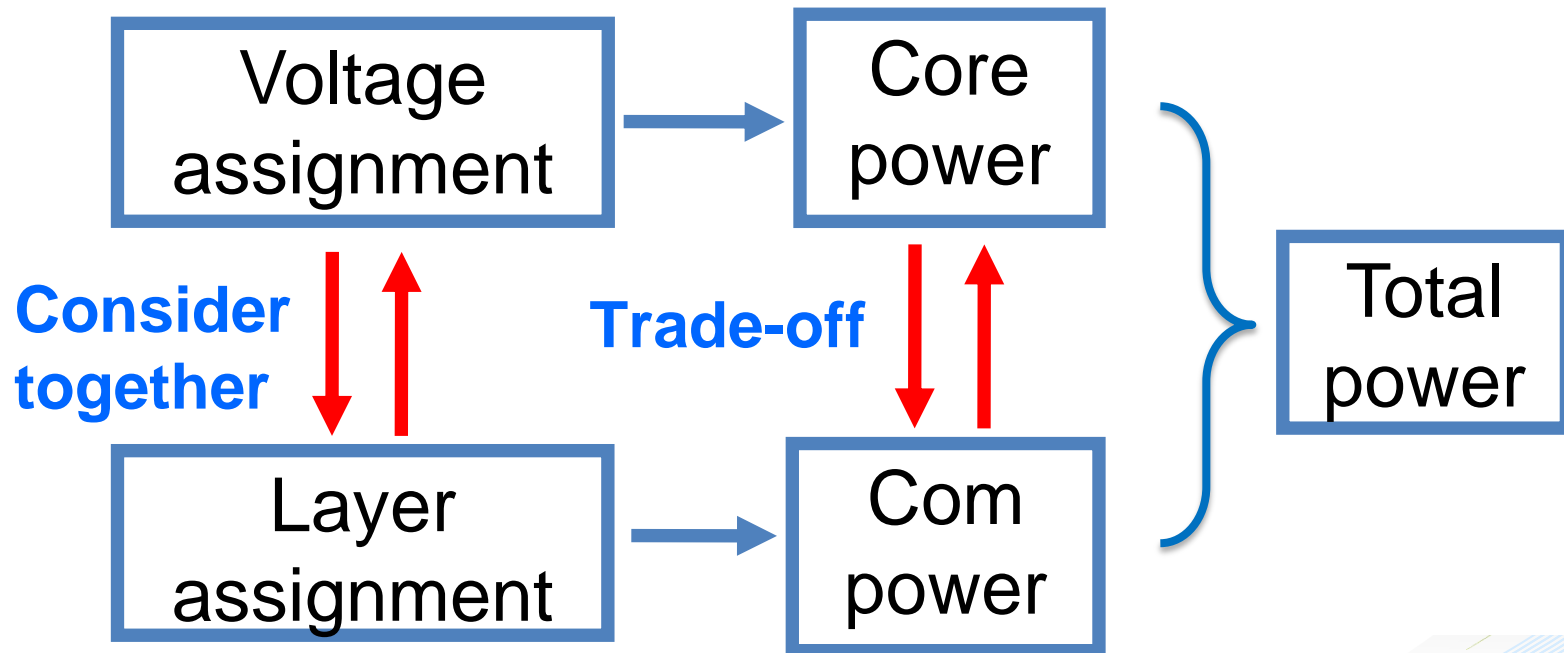 Voltage
assignment
Core
power
Consider
together
Trade-off
Total
power
Layer
assignment
Com
power